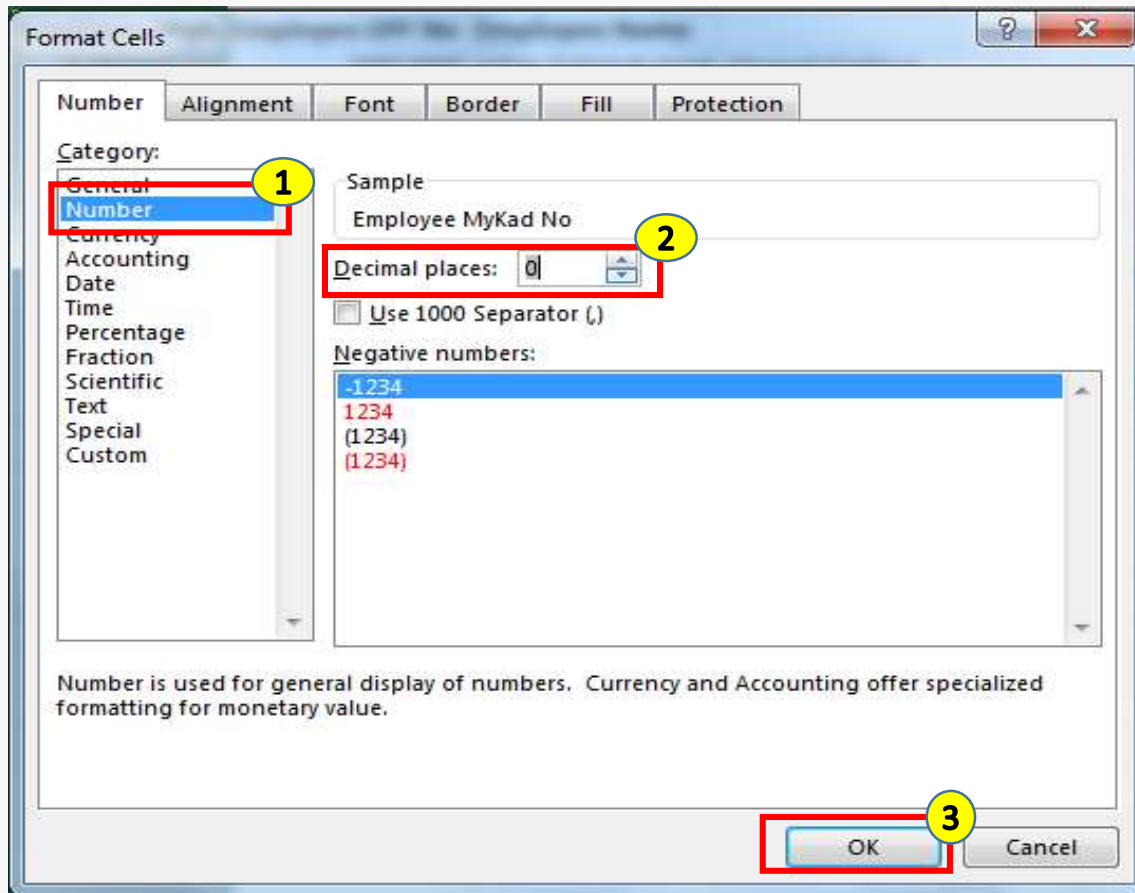 Format Cells
Number Alignment Font Border Fill Protection
Category:
General
Number
Currency
Accounting
Date
Time
Percentage
Fraction
Scientific
Text
Special
Custom
1
Sample
Employee MyKad No
2
Decimal places: 0
Use 1000 Separator (,)
Negative numbers:
-1234
1234
(1234)
(1234)
Number is used for general display of numbers. Currency and Accounting offer specialized
formatting for monetary value.
3
OK Cancel